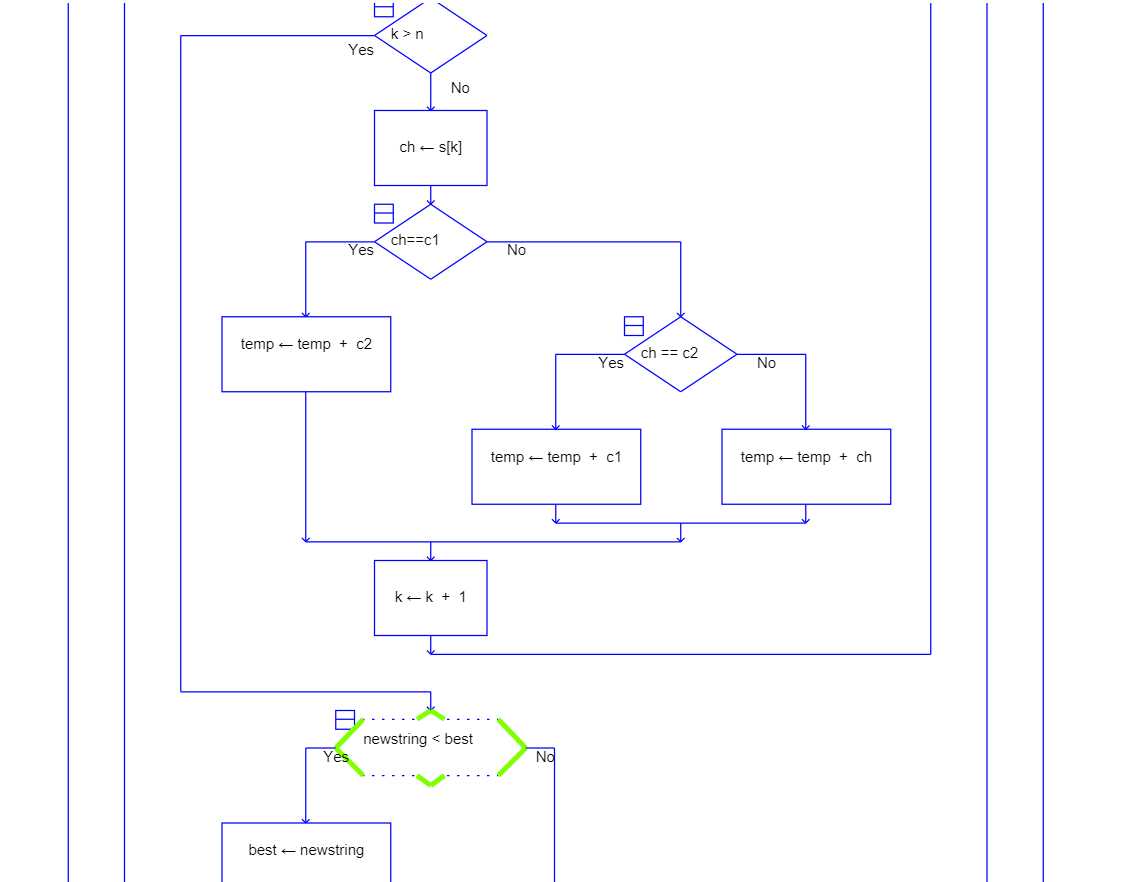 k > n
Yes
No
ch ← s[k]
ch==c1
Yes
No
temp ← temp + c2
ch == c2
Yes
No
temp ← temp + c1
temp ← temp + ch
k ← k + 1
newstring < best
Yes
No
best ← newstring